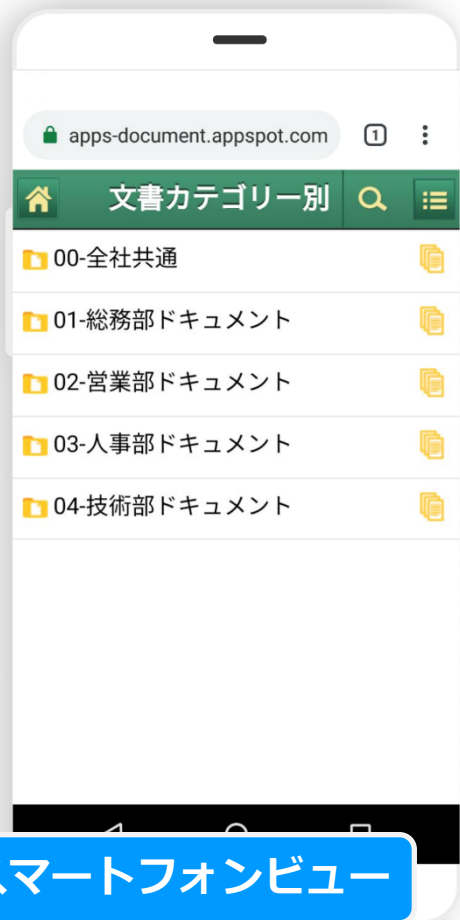 apps-document.appspot.com
1
文書カテゴリー別
00-全社共通
01-総務部ドキュメント
02-営業部ドキュメント
03-人事部ドキュメント
04-技術部ドキュメント
スマートフォンビュー